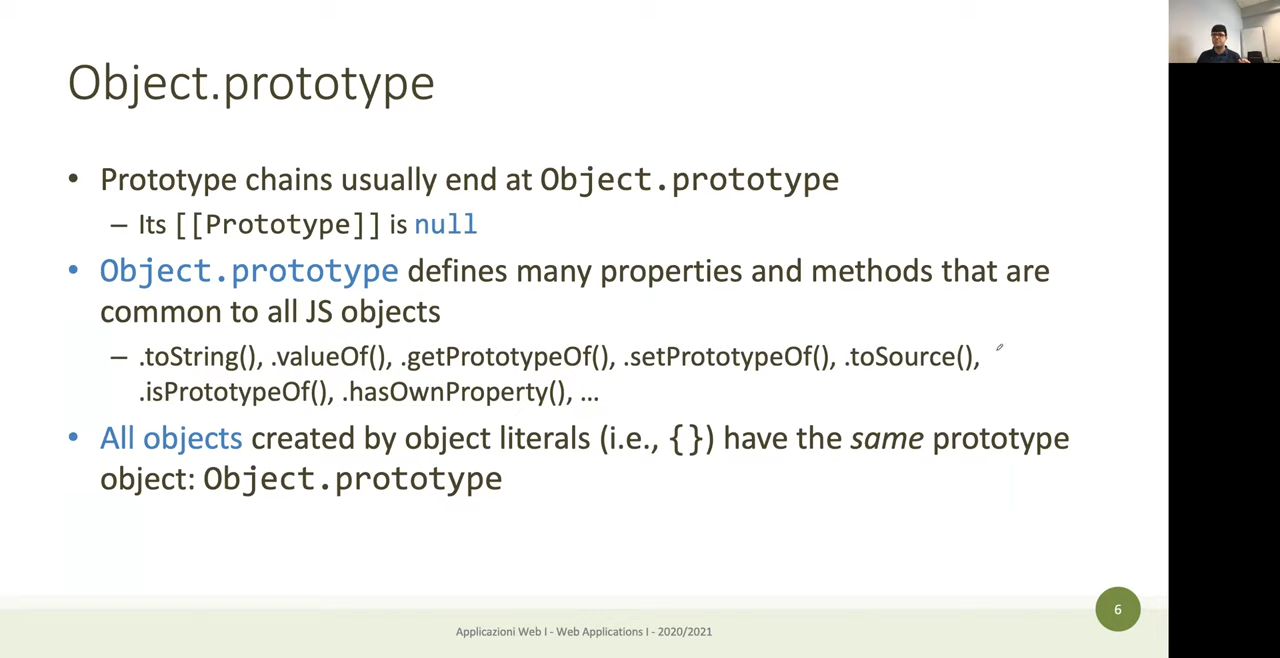 Object.prototype
• Prototype chains usually end at Object.prototype
– Its [[Prototype]] is null
• Object.prototype defines many properties and methods that are
common to all JS objects
– .toString(), .valueOf(), .getPrototypeOf(), .setPrototypeOf(), .toSource(),
.isPrototypeOf(), .hasOwnProperty(), …
• All objects created by object literals (i.e., {}) have the same prototype
object: Object.prototype
6
Applicazioni Web I - Web Applications I - 2020/2021